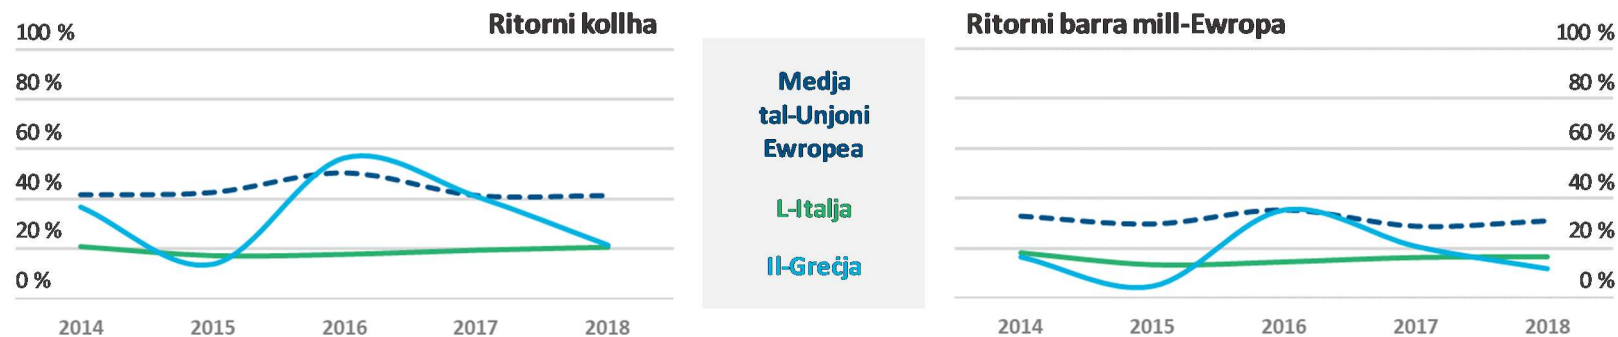 Ritorni kollha
100 %
80 %
60 %
40 %
20 %
0 %
2014 2015 2016 2017 2018
Medja
tal-Unjoni
Ewropea
L-Italja
Il-Greċja
Ritorni barra mill-Ewropa
100 %
80 %
60 %
40 %
20 %
0 %
2014 2015 2016 2017 2018